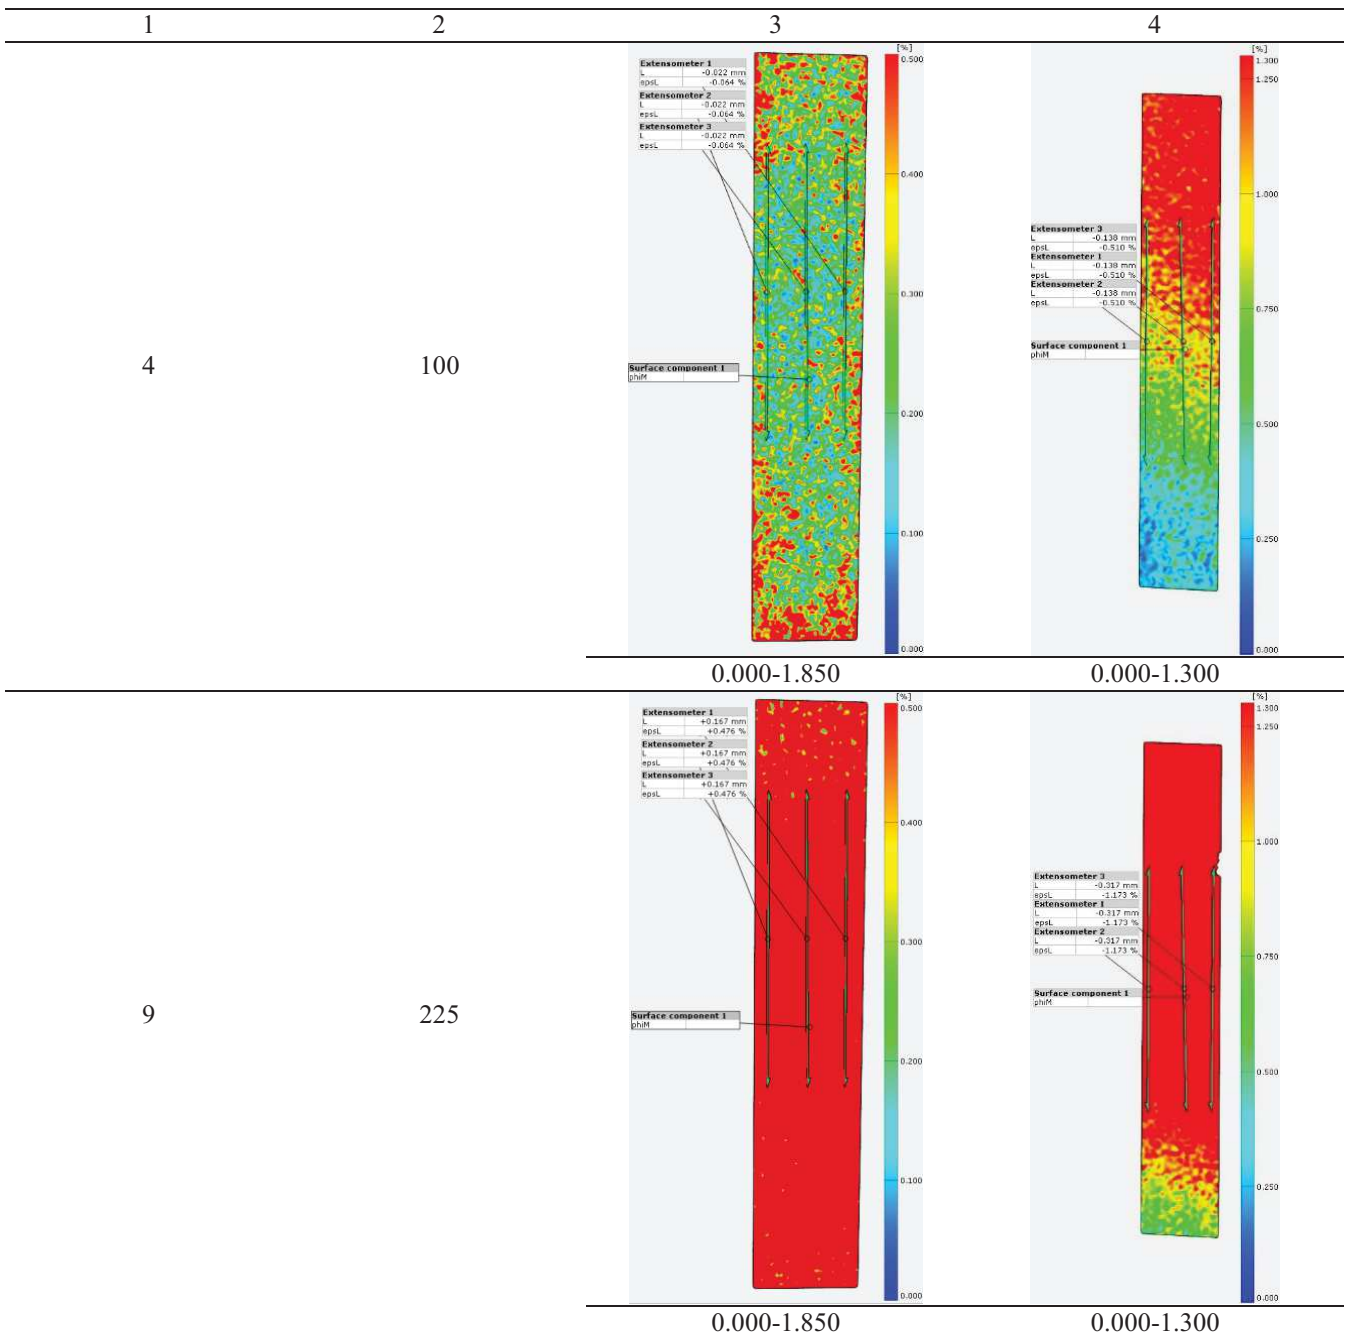 1 2 3 4
[%] [%]
Extensometer 1
L -0.022 mm
epsL -0.064 %
Extensometer 2
L -0.022 mm
epsL -0.064 %
Extensometer 3
L -0.022 mm
epsL -0.064 %
Surface component 1
phiM
0.500
0.400
0.300
0.200
0.100
0.000
Extensometer 3
L -0.138 mm
epsL -0.510 %
Extensometer 1
L -0.138 mm
epsL -0.510 %
Extensometer 2
L -0.138 mm
epsL -0.510 %
Surface component 1
phiM
1.300
1.250
1.000
0.750
0.500
0.250
0.000
4 100
0.000-1.850 0.000-1.300
[%] [%]
Extensometer 1
L +0.167 mm
epsL +0.476 %
Extensometer 2
L +0.167 mm
epsL +0.476 %
Extensometer 3
L +0.167 mm
epsL +0.476 %
Surface component 1
phiM
0.500
0.400
0.300
0.200
0.100
0.000
Extensometer 3
L -0.317 mm
epsL -1.173 %
Extensometer 1
L -0.317 mm
epsL -1.173 %
Extensometer 2
L -0.317 mm
epsL -1.173 %
Surface component 1
phiM
1.300
1.250
1.000
0.750
0.500
0.250
0.000
9 225
0.000-1.850 0.000-1.300